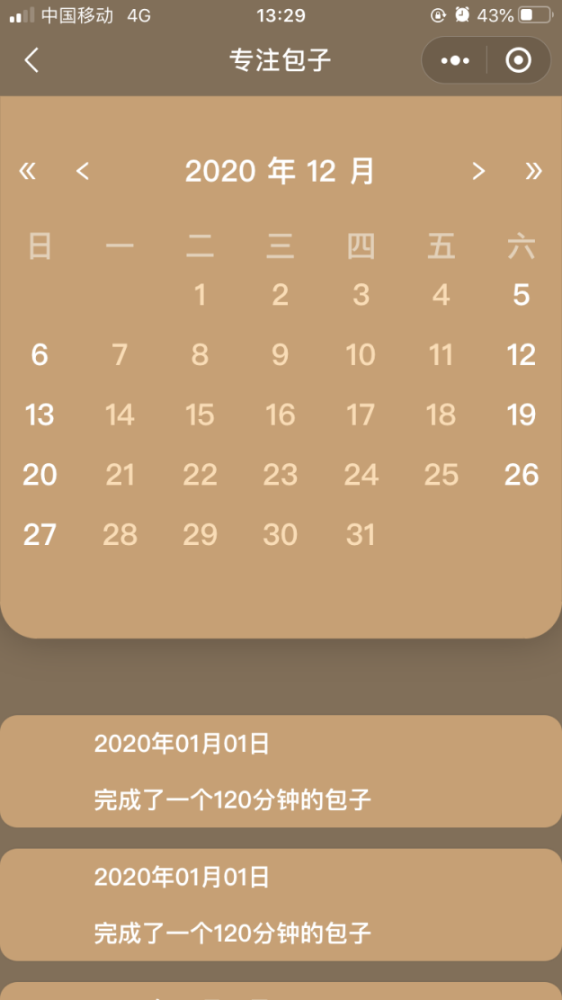 中国移动 4G 13:29 43%
专注包子
« < 2020 年 12 月 > »
日 一 二 三 四 五 六
1 2 3 4 5
6 7 8 9 10 11 12
13 14 15 16 17 18 19
20 21 22 23 24 25 26
27 28 29 30 31
2020年01月01日
完成了一个120分钟的包子
2020年01月01日
完成了一个120分钟的包子